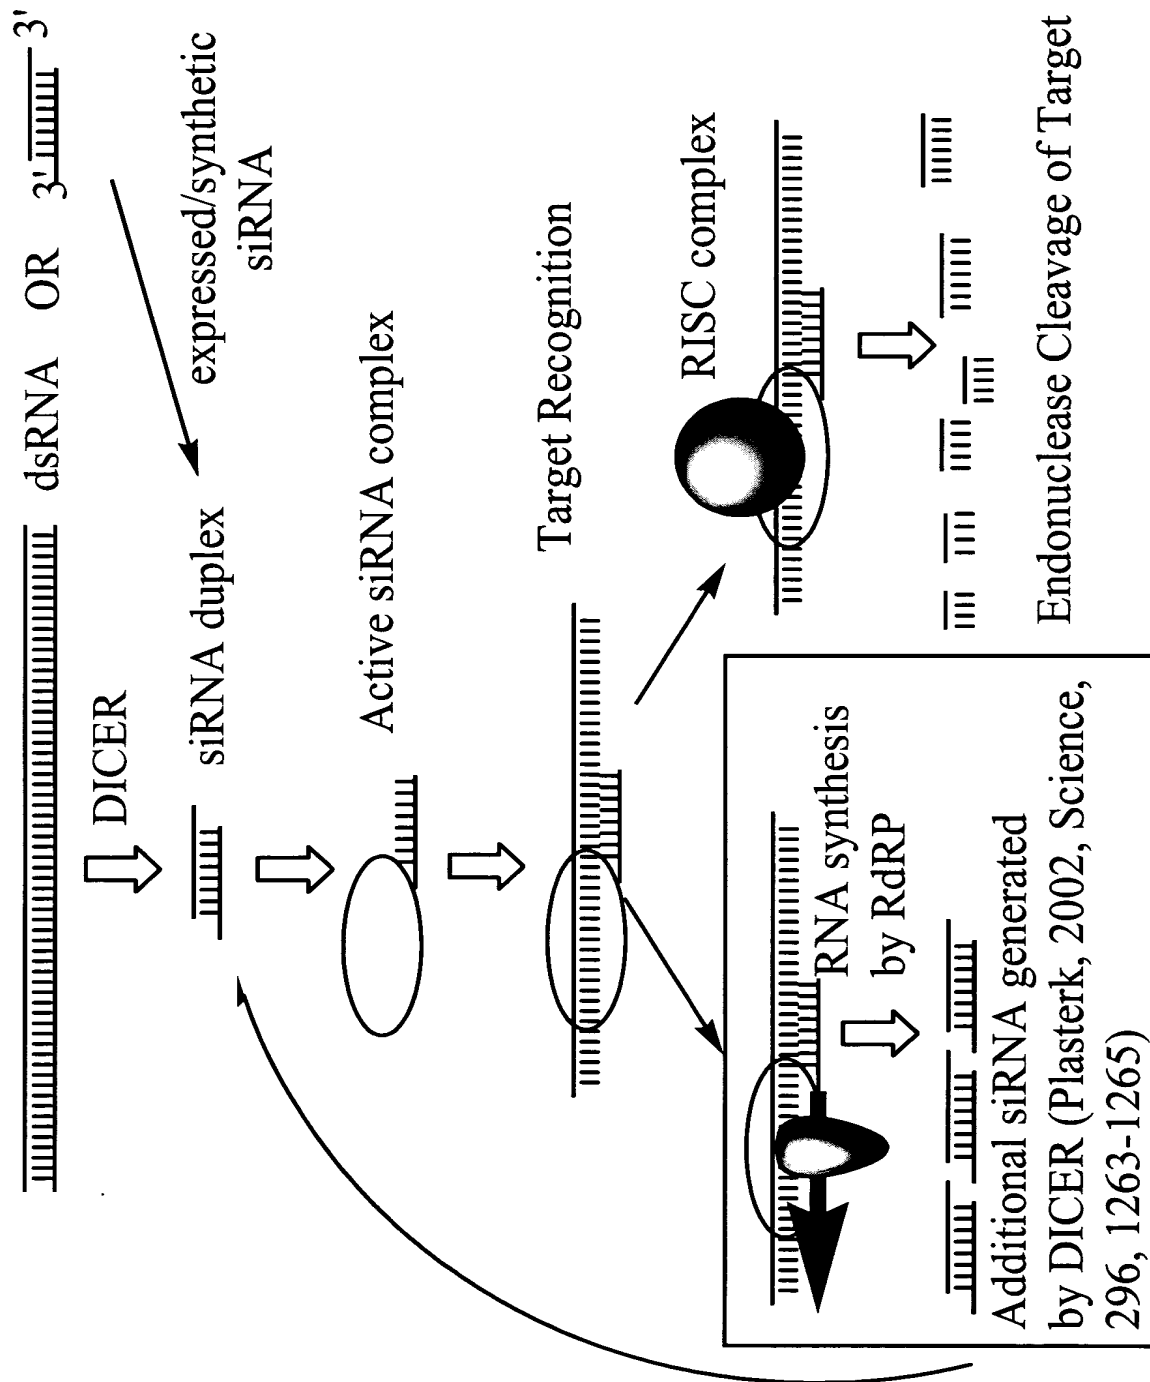 dsRNA OR 3' 3'
DICER
expressed/synthetic
siRNA
siRNA duplex
Active siRNA complex
Target Recognition
RISC complex
RNA synthesis
by RdRP
Additional siRNA generated
by DICER (Plasterk, 2002, Science,
296, 1263-1265)
Endonuclease Cleavage of Target